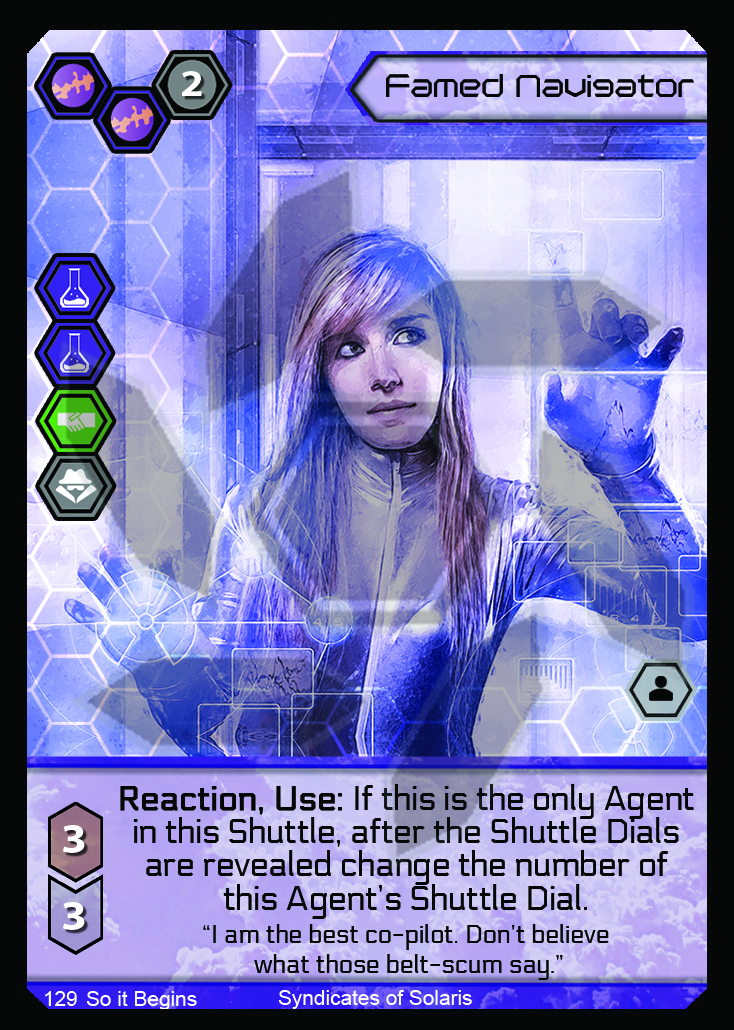 2
Famed Navigator
3
3
Reaction, Use: If this is the only Agent
in this Shuttle, after the Shuttle Dials
are revealed change the number of
this Agent's Shuttle Dial.
“I am the best co-pilot. Don't believe
what those belt-scum say.”
129 So it Begins
Syndicates of Solaris